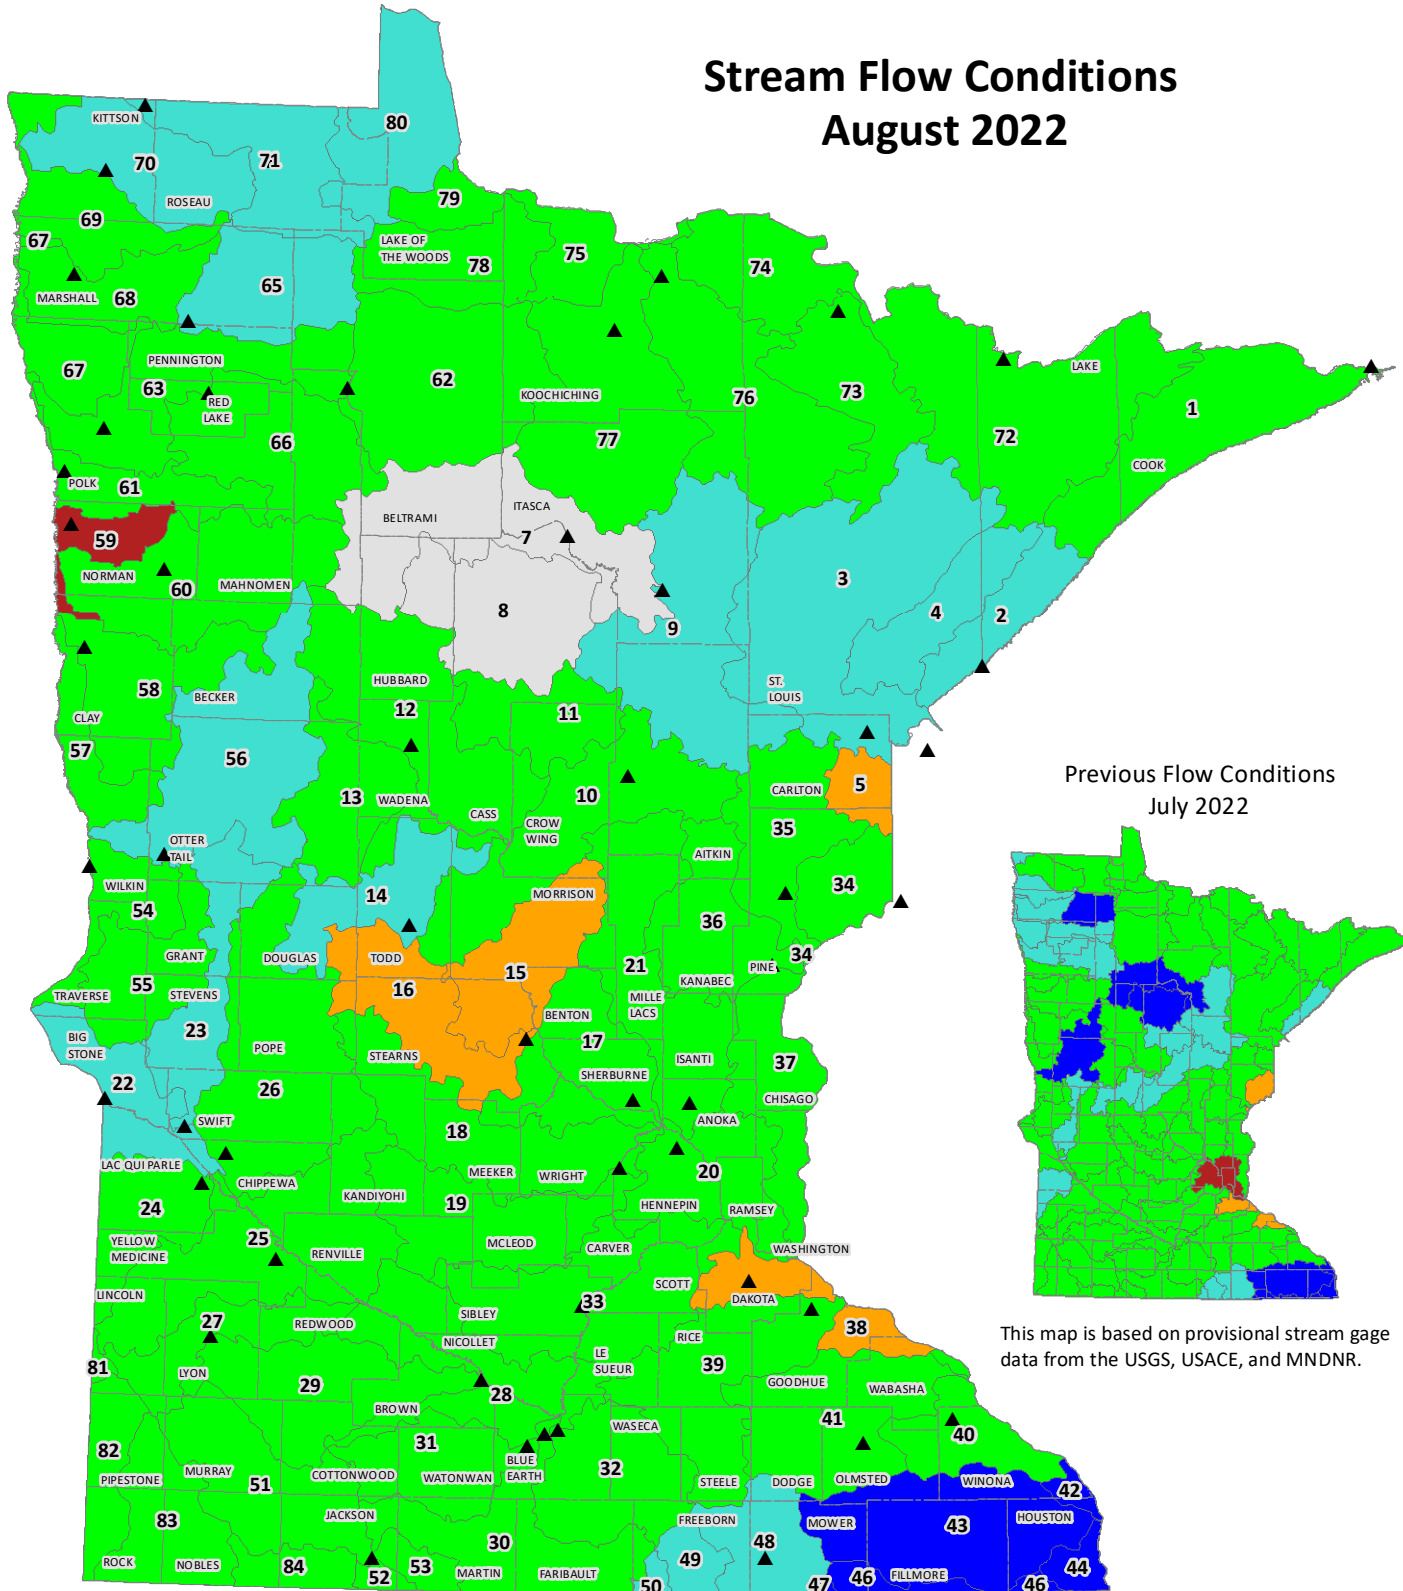 Stream Flow Conditions
August 2022
KITTSON
80
70
71
ROSEAU
79
69
67
LAKE OF
THE WOODS
75
74
78
65
MARSHALL
68
PENNINGTON
67
63
62
RED
LAKE
KOOCHICHING
76
73
LAKE
1
66
77
72
COOK
POLK
61
BELTRAMI
ITASCA
7
59
NORMAN
60
MAHNOMEN
3
8
4
2
9
HUBBARD
ST.
LOUIS
58
BECKER
12
11
CLAY
57
56
13
WADENA
10
CARLTON
5
CASS
CROW
WING
35
OTTER
TAIL
AITKIN
WILKIN
14
MORRISON
34
54
36
GRANT
DOUGLAS
TODD
15
21
PINE
34
55
16
KANABEC
TRAVERSE
STEVENS
MILLE
LACS
23
BENTON
BIG
STONE
POPE
STEARNS
17
ISANTI
37
22
26
SHERBURNE
CHISAGO
SWIFT
18
ANOKA
LAC QUI PARLE
MEEKER
WRIGHT
20
CHIPPEWA
KANDIYOHI
19
HENNEPIN
RAMSEY
24
YELLOW
MEDICINE
25
RENVILLE
MCLEOD
CARVER
WASHINGTON
LINCOLN
SCOTT
DAKOTA
33
27
REDWOOD
SIBLEY
NICOLLET
RICE
38
LE
SUEUR
81
LYON
29
39
GOODHUE
WABASHA
28
BROWN
41
40
82
31
WASECA
PIPESTONE
MURRAY
51
COTTONWOOD
WATONWAN
BLUE
EARTH
32
STEELE
DODGE
OLMSTED
WINONA
42
83
JACKSON
FREEBORN
MOWER
43
HOUSTON
30
48
ROCK
NOBLES
84
52
53
MARTIN
FARIBAULT
49
50
47
46
FILLMORE
46
44
Previous Flow Conditions
July 2022
This map is based on provisional stream gage
data from the USGS, USACE, and MNDNR.